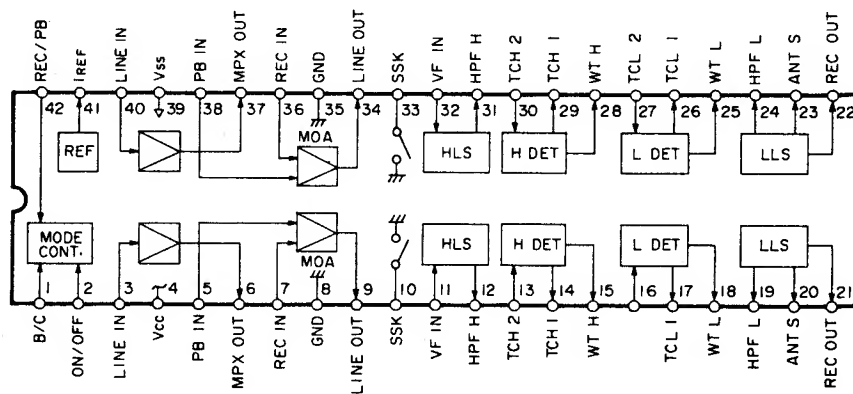 REC/PB
IREF
LINE IN
Vss
PB IN
MPX OUT
REC IN
GND
LINE OUT
SSK
VF IN
HPF H
TCH 2
TCH 1
WT H
TCL 2
TCL 1
WT L
HPF L
ANT S
REC OUT
42
41
40
39
38
37
36
35
34
33
32
31
30
29
28
27
26
25
24
23
22
REF
MOA
HLS
H DET
L DET
LLS
MODE CONT.
MOA
HLS
H DET
L DET
LLS
1
2
3
4
5
6
7
8
9
10
11
12
13
14
15
16
17
18
19
20
21
B/C
ON/OFF
LINE IN
Vcc
PB IN
MPX OUT
REC IN
GND
LINE OUT
SSK
VF IN
HPF H
TCH 2
TCH 1
WT H
TCL 1
WT L
HPF L
ANT S
REC OUT